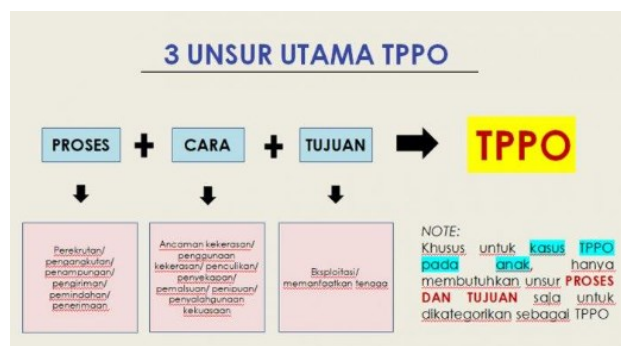 3 UNSUR UTAMA TPPO
PROSES + CARA + TUJUAN TPPO
Perekrutan/
pengangkutan/
penampungan/
pengiriman/
pemindahan/
penerimaan
Ancaman kekerasan/
penggunaan
kekerasan/ penculikan/
penyekapan/
pemalsuan/ penipuan/
penyalahgunaan
kekuasaan
Eksploitasi/
memanfaatkan tenaga
NOTE:
Khusus untuk kasus TPPO
pada anak, hanya
membutuhkan unsur PROSES
DAN TUJUAN saja untuk
dikategorikan sebagai TPPO